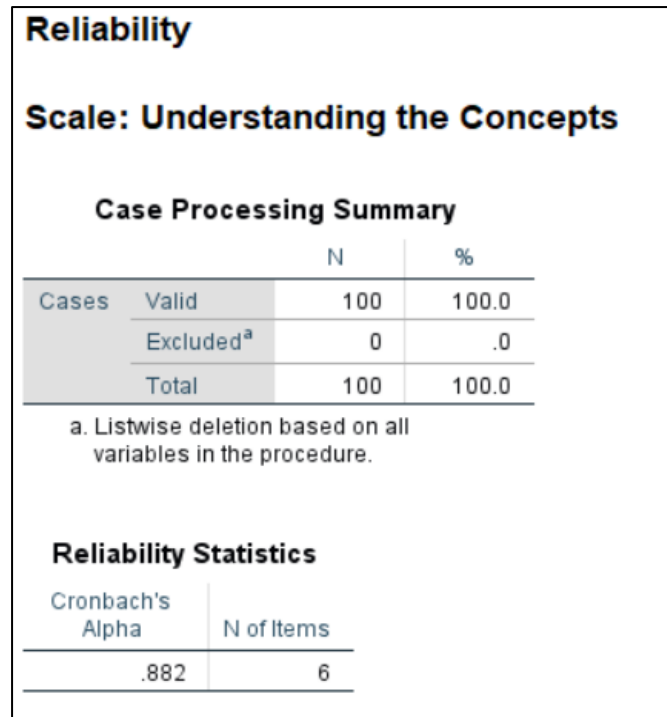 Reliability
Scale: Understanding the Concepts
Case Processing Summary
N %
Cases Valid 100 100.0
Excludedᵃ 0 .0
Total 100 100.0
a. Listwise deletion based on all
variables in the procedure.
Reliability Statistics
Cronbach's
Alpha N of Items
.882 6